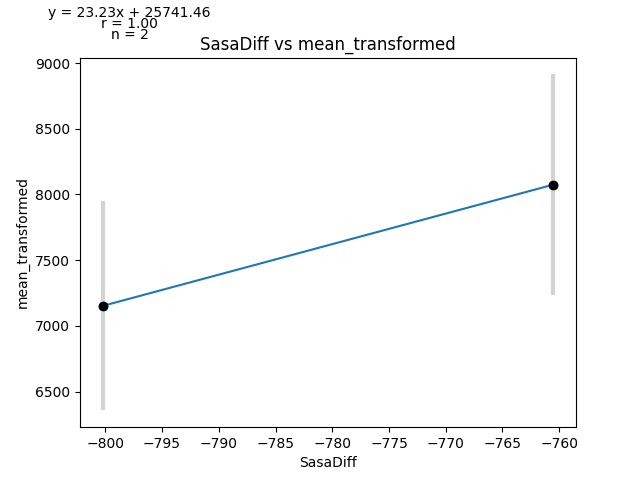 y = 23.23x + 25741.46
r = 1.00
n = 2
SasaDiff vs mean_transformed
9000
8500
8000
7500
7000
6500
mean_transformed
−800
−795
−790
−785
−780
−775
−770
−765
−760
SasaDiff